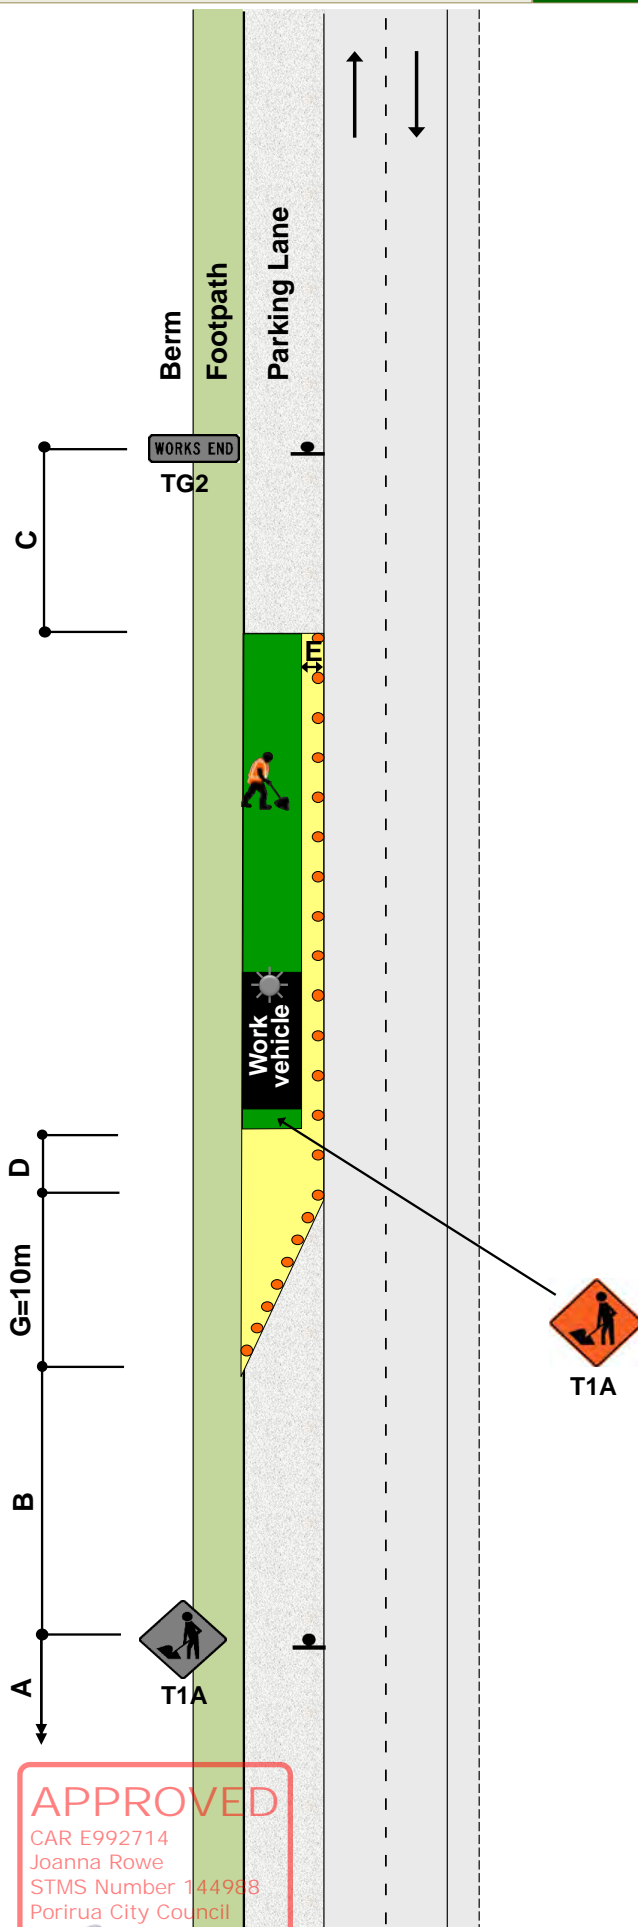 Berm
Footpath
Parking Lane
WORKS END
TG2
C
E
Work
vehicle
D
G=10m
T1A
B
A
T1A
APPROVED
CAR E992714
Joanna Rowe
STMS Number 144988
Porirua City Council